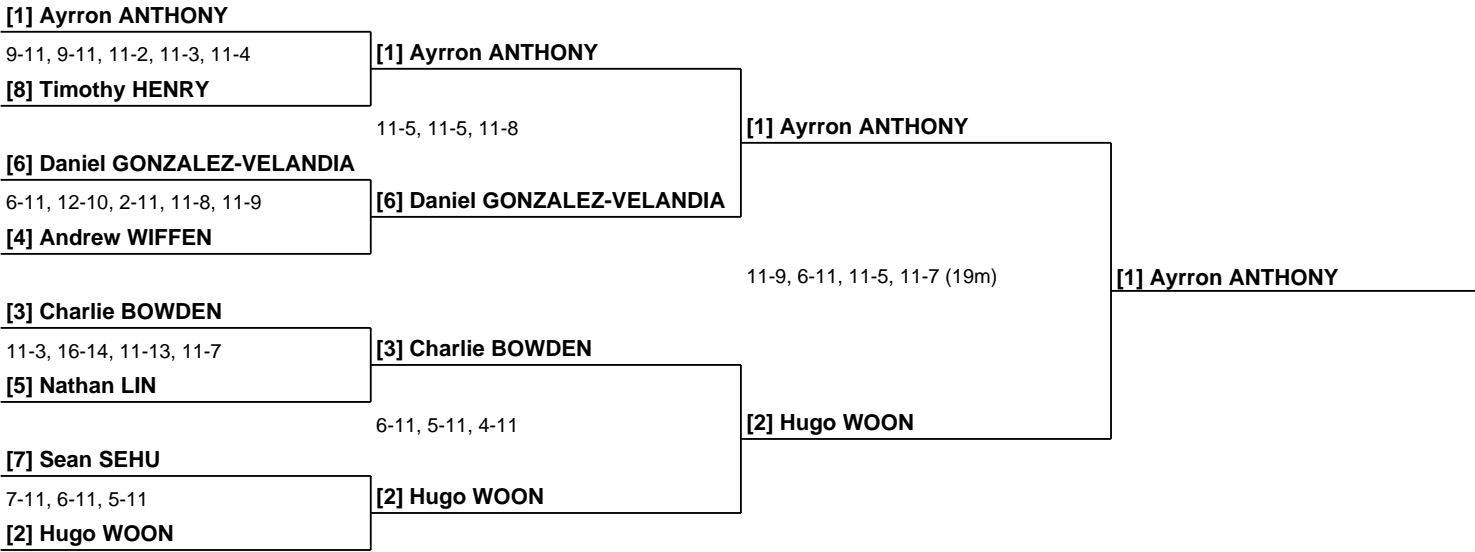 [1] Ayrron ANTHONY
9-11, 9-11, 11-2, 11-3, 11-4
[8] Timothy HENRY
[1] Ayrron ANTHONY
11-5, 11-5, 11-8
[6] Daniel GONZALEZ-VELANDIA
6-11, 12-10, 2-11, 11-8, 11-9
[4] Andrew WIFFEN
[6] Daniel GONZALEZ-VELANDIA
[1] Ayrron ANTHONY
11-9, 6-11, 11-5, 11-7 (19m)
[1] Ayrron ANTHONY
[3] Charlie BOWDEN
11-3, 16-14, 11-13, 11-7
[5] Nathan LIN
[3] Charlie BOWDEN
6-11, 5-11, 4-11
[2] Hugo WOON
[7] Sean SEHU
7-11, 6-11, 5-11
[2] Hugo WOON
[2] Hugo WOON